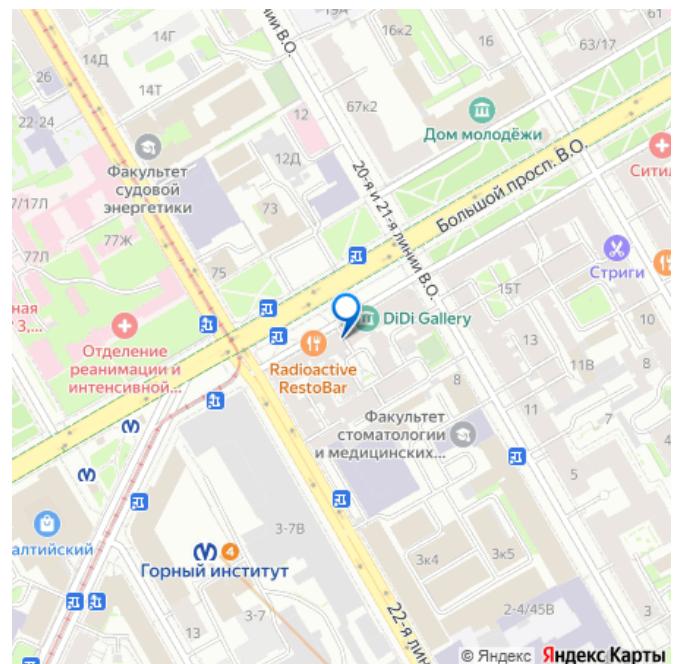 19А
61
26
14Д
14Г
16к2
16
63/17
линии В.О.
22-24
14Т
67к2
12
Дом молодёжи
Факультет
судовой
энергетики
12Д
Большой просп. В.О.
Сити
7/17Л
73
20-я и 21-я линии В.О.
77Ж
77Л
75
15Т
Стриги
ная
3,...
DiDi Gallery
10
Отделение
реанимации и
интенсивной...
Radioactive
RestoBar
13
11В
8
8
Факультет
стоматологии
и медицинских...
11
7
5
3-7В
алтийский
4
Горный институт
3к4
3к5
22-я лин
2-4/45В
3
3-7
13
© Яндекс Яндекс Карты